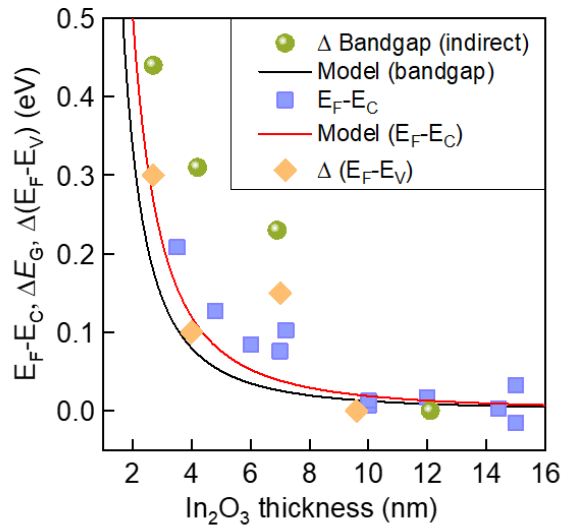 E_F-E_C, ΔE_G, Δ(E_F-E_V) (eV)
0.5
0.4
0.3
0.2
0.1
0.0
Δ Bandgap (indirect)
Model (bandgap)
E_F-E_C
Model (E_F-E_C)
Δ (E_F-E_V)
2 4 6 8 10 12 14 16
In₂O₃ thickness (nm)